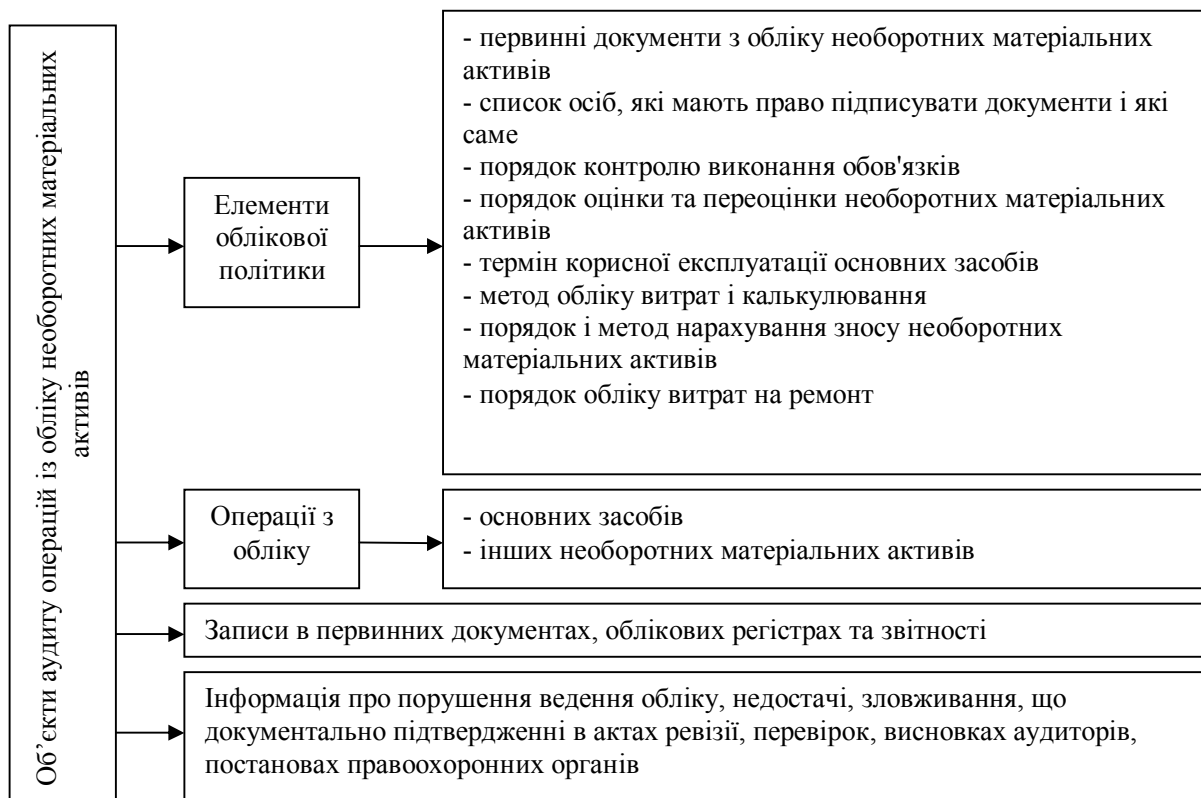 Об’єкти аудиту операцій із обліку необоротних матеріальних
активів
Елементи
облікової
політики
- первинні документи з обліку необоротних матеріальних
активів
- список осіб, які мають право підписувати документи і які
саме
- порядок контролю виконання обов'язків
- порядок оцінки та переоцінки необоротних матеріальних
активів
- термін корисної експлуатації основних засобів
- метод обліку витрат і калькулювання
- порядок і метод нарахування зносу необоротних
матеріальних активів
- порядок обліку витрат на ремонт
Операції з
обліку
- основних засобів
- інших необоротних матеріальних активів
Записи в первинних документах, облікових регістрах та звітності
Інформація про порушення ведення обліку, недостачі, зловживання, що
документально підтвердженні в актах ревізії, перевірок, висновках аудиторів,
постановах правоохоронних органів